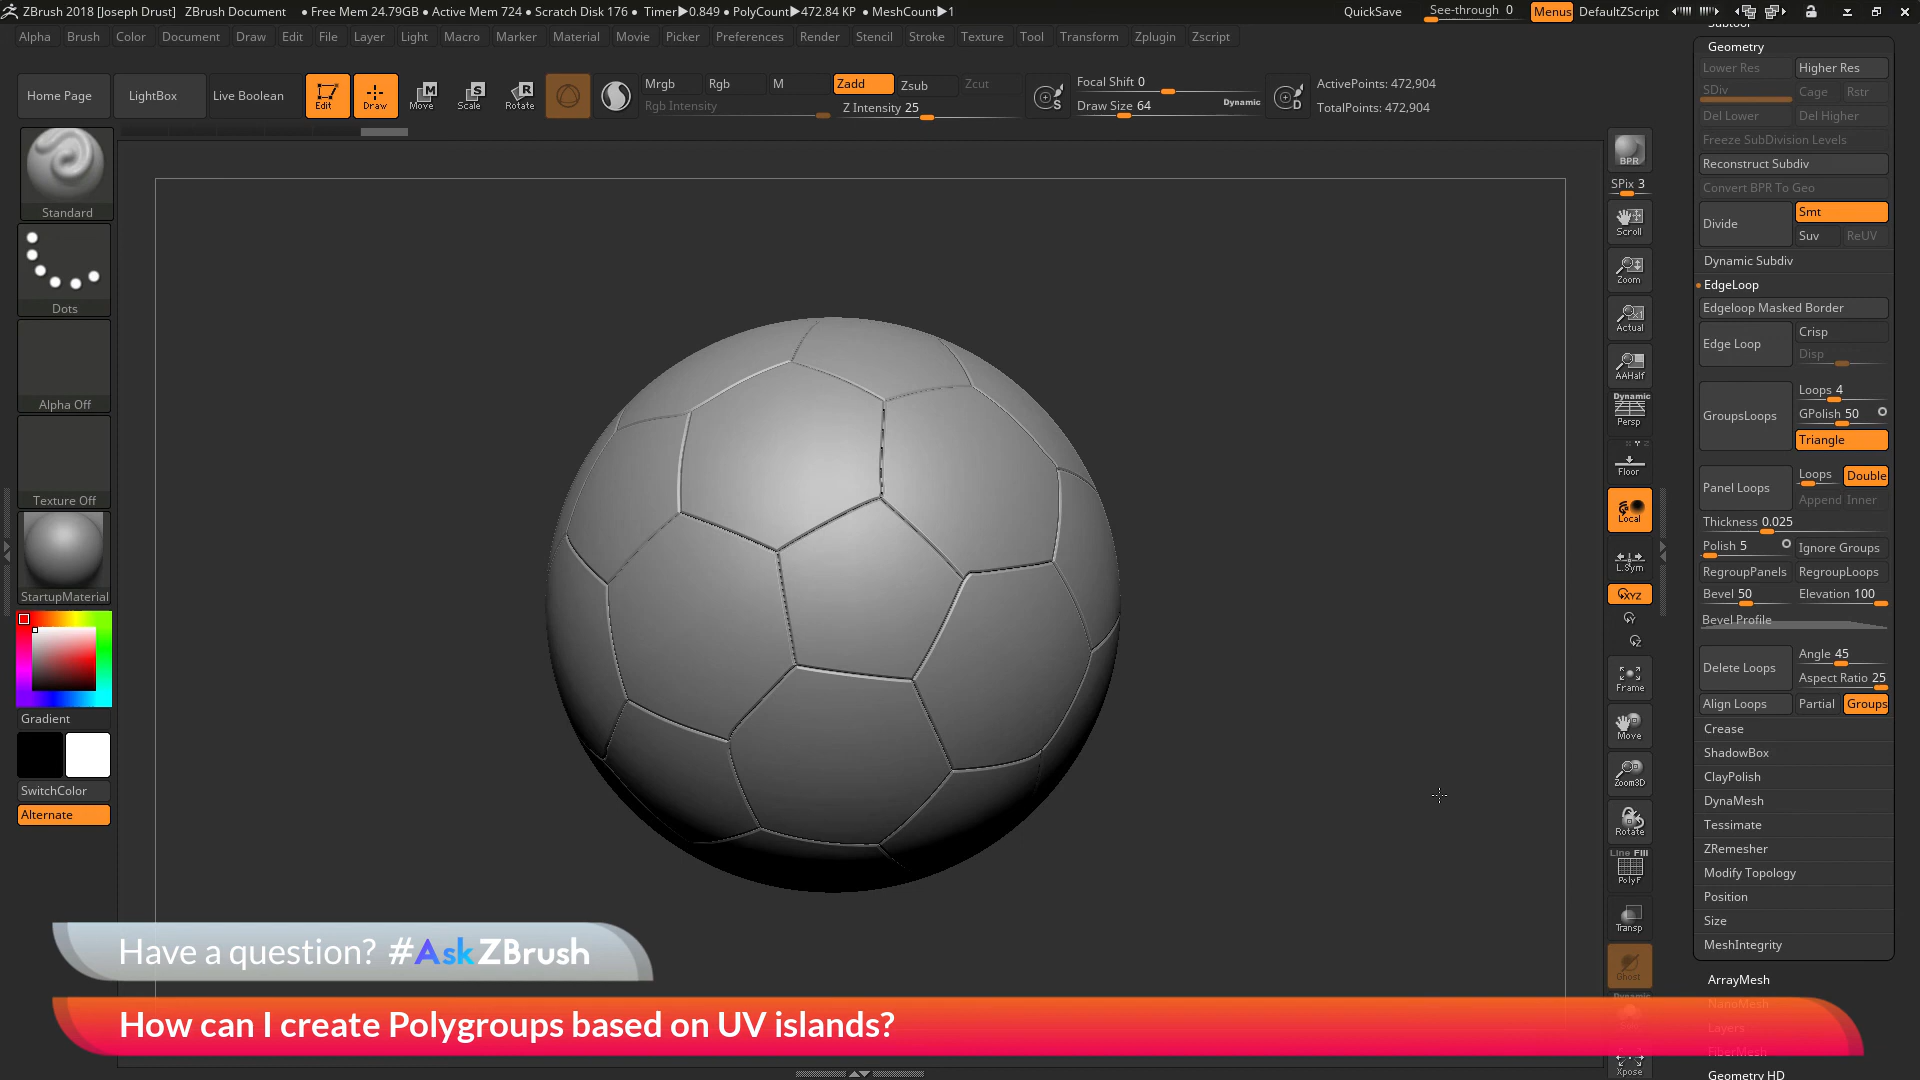 ZBrush 2018 [Joseph Drust] ZBrush Document ● Free Mem 24.79GB ● Active Mem 724 ● Scratch Disk 176 ● Timer▶0.849 ● PolyCount▶472.84 KP ● MeshCount▶1 QuickSave See-through 0 Menus DefaultZScript
Alpha Brush Color Document Draw Edit File Layer Light Macro Marker Material Movie Picker Preferences Render Stencil Stroke Texture Tool Transform Zplugin Zscript
Home Page LightBox Live Boolean Edit Draw Move Scale Rotate
Mrgb Rgb M Zadd Zsub Zcut
Rgb Intensity Z Intensity 25
S Focal Shift 0
Draw Size 64 Dynamic
D ActivePoints: 472,904
TotalPoints: 472,904
Standard
Dots
Alpha Off
Texture Off
StartupMaterial
Gradient
SwitchColor
Alternate
BPR
SPix 3
Scroll
Zoom
Actual
AAHalf
Dynamic
Persp
Floor
Local
L.Sym
XYZ
Y
Z
Frame
Move
Zoom3D
Rotate
Line Fill
PolyF
Transp
Ghost
Dynamic
Xpose
Subtool
Geometry
Lower Res Higher Res
SDiv Cage Rstr
Del Lower Del Higher
Freeze SubDivision Levels
Reconstruct Subdiv
Convert BPR To Geo
Divide Smt
Suv ReUV
Dynamic Subdiv
EdgeLoop
Edgeloop Masked Border
Edge Loop Crisp
Disp
GroupsLoops Loops 4
GPolish 50
Triangle
Panel Loops Loops Double
Append Inner
Thickness 0.025
Polish 5 Ignore Groups
RegroupPanels RegroupLoops
Bevel 50 Elevation 100
Bevel Profile
Delete Loops Angle 45
Aspect Ratio 25
Align Loops Partial Groups
Crease
ShadowBox
ClayPolish
DynaMesh
Tessimate
ZRemesher
Modify Topology
Position
Size
MeshIntegrity
ArrayMesh
NanoMesh
Layers
FiberMesh
Geometry HD
Have a question? #AskZBrush
How can I create Polygroups based on UV islands?